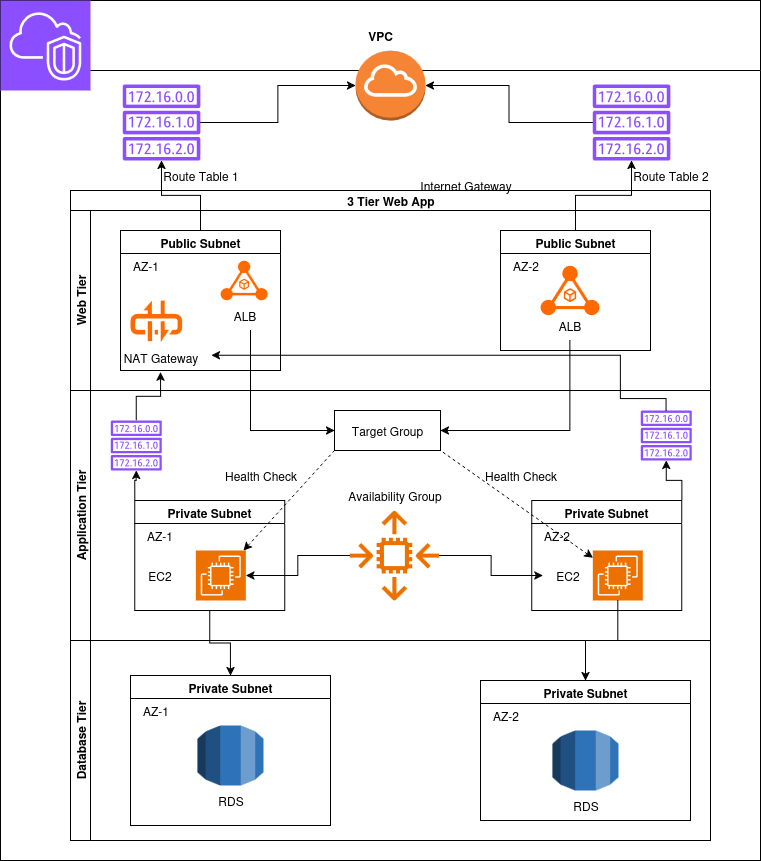 VPC
172.16.0.0
172.16.1.0
172.16.2.0
172.16.0.0
172.16.1.0
172.16.2.0
Route Table 1
Route Table 2
Internet Gateway
3 Tier Web App
Web Tier
Public Subnet
AZ-1
ALB
NAT Gateway
Public Subnet
AZ-2
ALB
Application Tier
172.16.0.0
172.16.1.0
172.16.2.0
Target Group
172.16.0.0
172.16.1.0
172.16.2.0
Health Check
Health Check
Availability Group
Private Subnet
AZ-1
EC2
Private Subnet
AZ-2
EC2
Database Tier
Private Subnet
AZ-1
RDS
Private Subnet
AZ-2
RDS